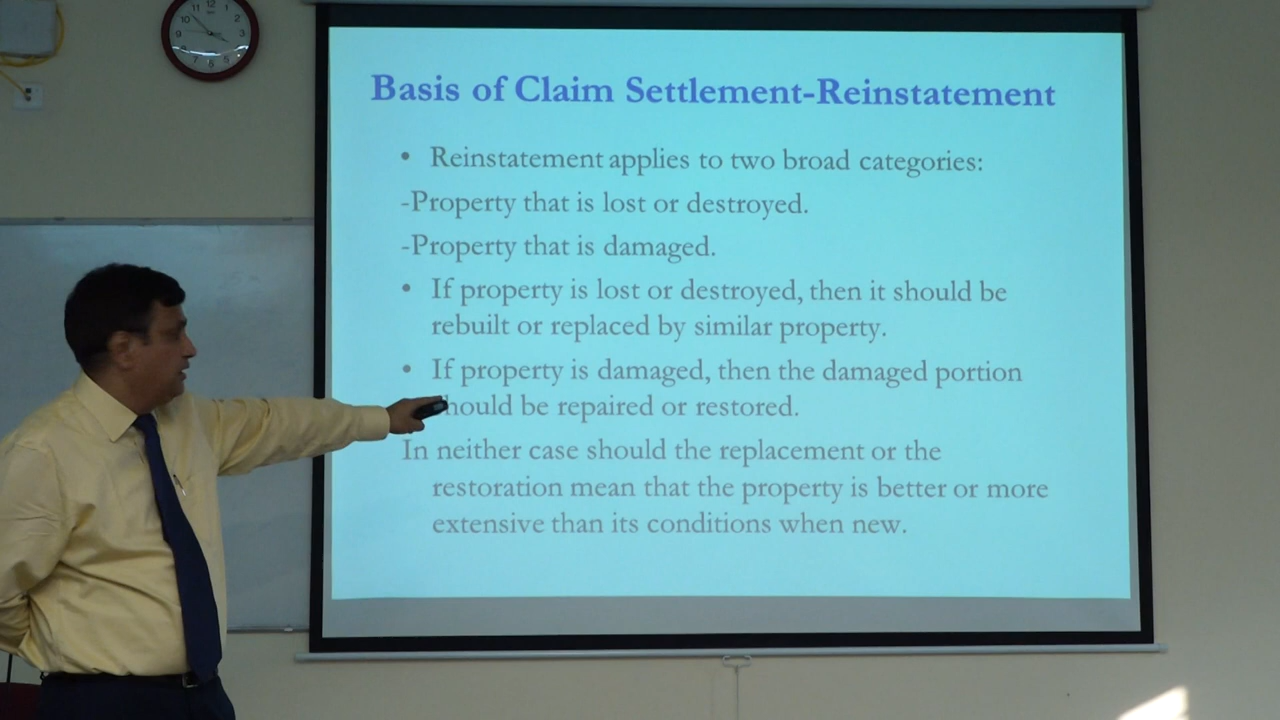 Basis of Claim Settlement-Reinstatement
• Reinstatement applies to two broad categories:
-Property that is lost or destroyed.
-Property that is damaged.
• If property is lost or destroyed, then it should be
rebuilt or replaced by similar property.
• If property is damaged, then the damaged portion
should be repaired or restored.
In neither case should the replacement or the
restoration mean that the property is better or more
extensive than its conditions when new.